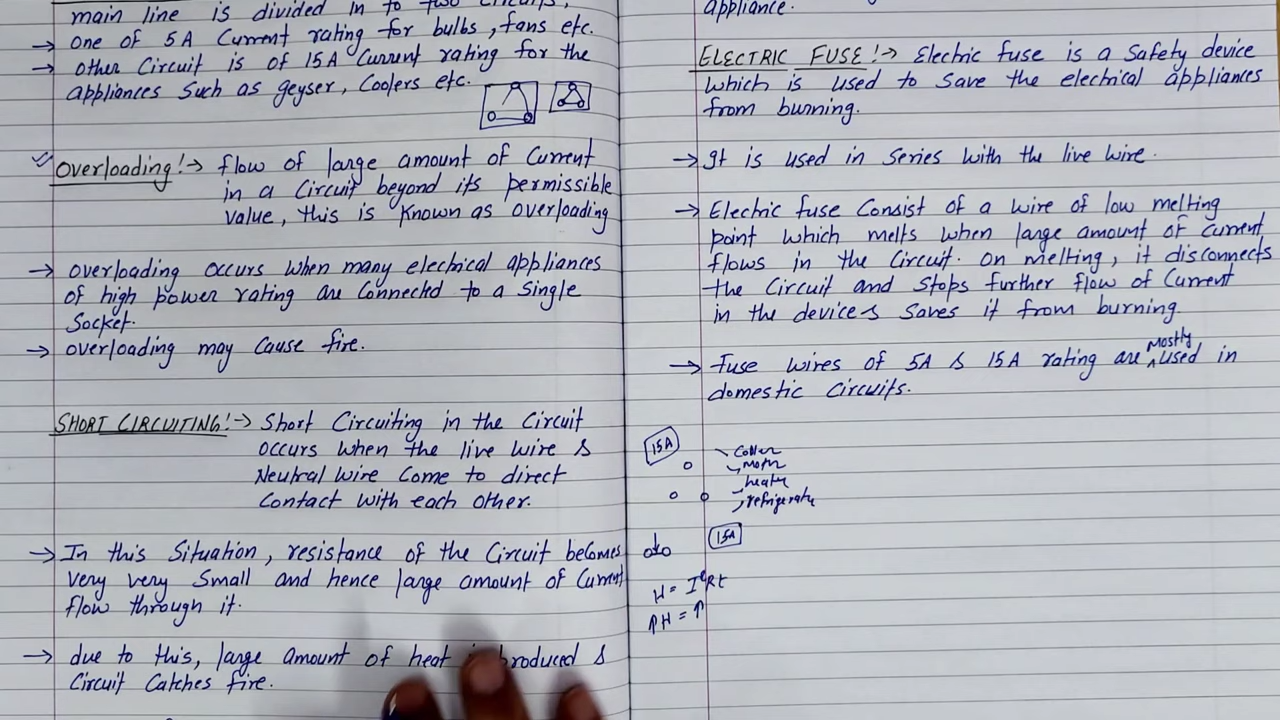 main line is divided in to two circuits,
→ one of 5A Current rating for bulbs, fans etc.
→ other Circuit is of 15A Current rating for the
appliances such as geyser, Coolers etc.
Overloading!→ flow of large amount of Current
in a Circuit beyond its permissible
value, this is known as overloading
→ overloading occurs when many electrical appliances
of high power rating are Connected to a Single
Socket.
→ overloading may Cause fire.
SHORT CIRCUITING!→ Short Circuiting in the Circuit
occurs when the live wire &
Neutral wire Come to direct
Contact with each other.
→ In this Situation, resistance of the Circuit becomes
very very Small and hence large amount of Current
flow through it.
→ due to this, large amount of heat is produced &
Circuit Catches fire.
appliance.
ELECTRIC FUSE!→ Electric fuse is a Safety device
which is used to Save the electrical appliances
from burning.
→ It is used in Series with the live wire.
→ Electric fuse Consist of a wire of low melting
point which melts when large amount of Current
flows in the Circuit. on melting, it disconnects
the Circuit and Stops further flow of Current
in the device & Saves it from burning.
→ Fuse wires of 5A & 15A rating are Mostly used in
domestic Circuits.
15A
heater
refrigerator
15A
H = I²Rt
↑H = ↑